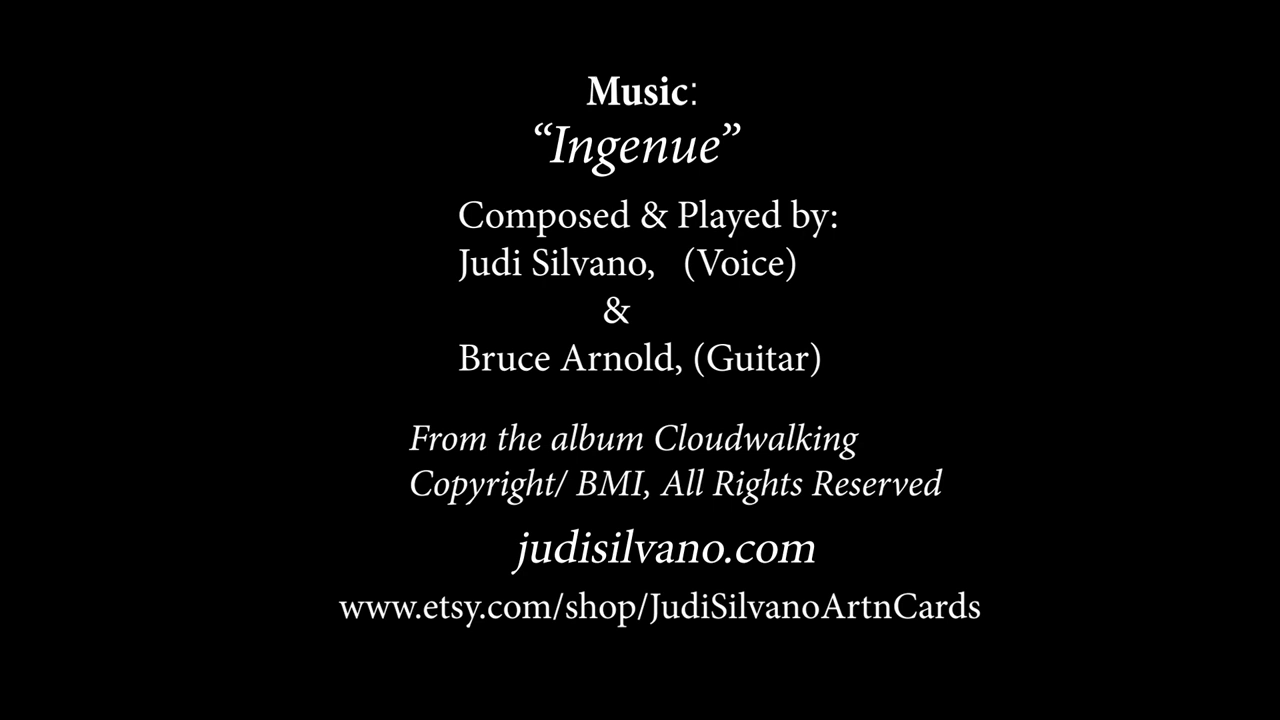 Music:
“Ingenue”
Composed & Played by:
Judi Silvano, (Voice)
&
Bruce Arnold, (Guitar)
From the album Cloudwalking
Copyright/ BMI, All Rights Reserved
judisilvano.com
www.etsy.com/shop/JudiSilvanoArtnCards